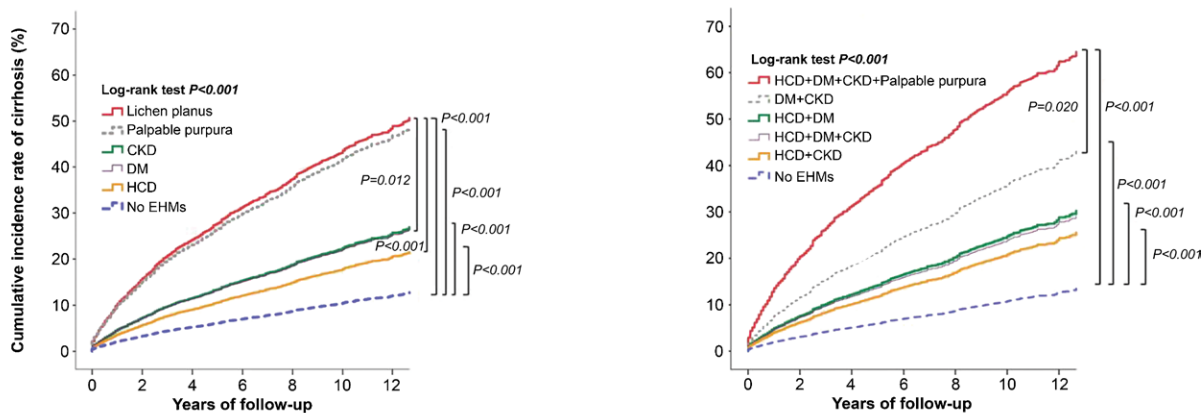 Cumulative incidence rate of cirrhosis (%)
70
60
50
40
30
20
10
0
Log-rank test P<0.001
Lichen planus
Palpable purpura
CKD
DM
HCD
No EHMs
P<0.001
P=0.012
P<0.001
P<0.001
P<0.001
P<0.001
0 2 4 6 8 10 12
Years of follow-up
70
60
50
40
30
20
10
0
Log-rank test P<0.001
HCD+DM+CKD+Palpable purpura
DM+CKD
HCD+DM
HCD+DM+CKD
HCD+CKD
No EHMs
P=0.020
P<0.001
P<0.001
P<0.001
P<0.001
0 2 4 6 8 10 12
Years of follow-up